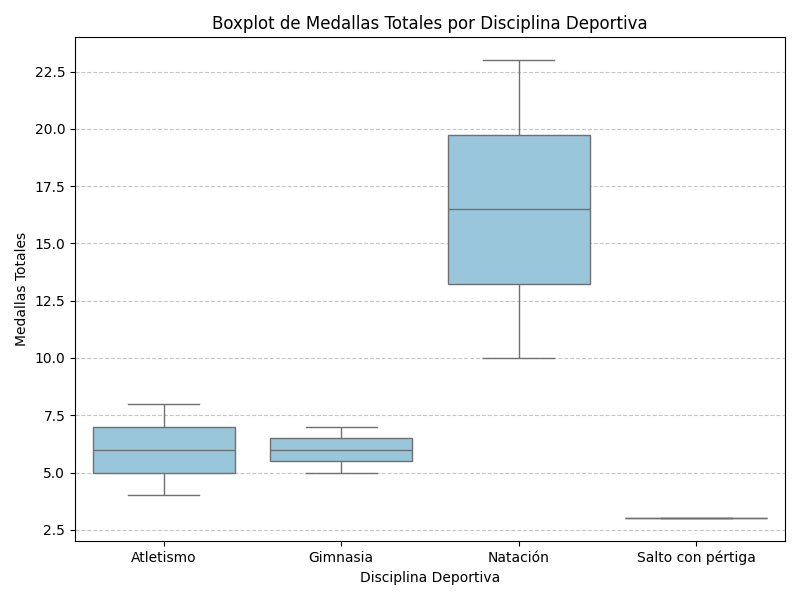 Boxplot de Medallas Totales por Disciplina Deportiva
Medallas Totales
22.5
20.0
17.5
15.0
12.5
10.0
7.5
5.0
2.5
Atletismo
Gimnasia
Natación
Salto con pértiga
Disciplina Deportiva